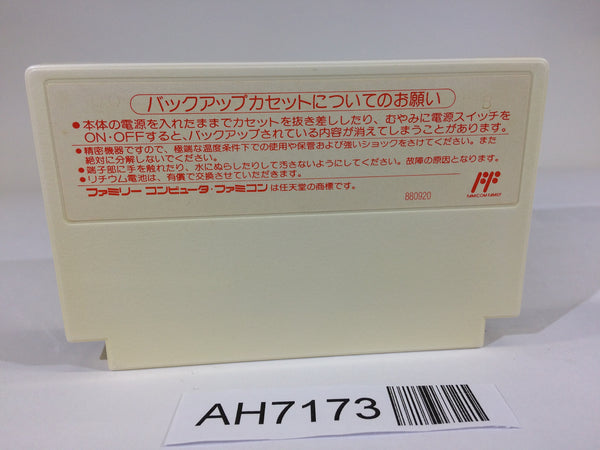 バックアップカセットについてのお願い
●本体の電源を入れたままでカセットを抜き差ししたり、むやみに電源スイッチを
ON・OFFすると、バックアップされている内容が消えてしまうことがあります。
●精密機器ですので、極端な温度条件下での使用や保管および強いショックをさけてください。また
絶対に分解しないでください。
●端子部に手を触れたり、水にぬらしたりして汚さないようにしてください。故障の原因となります。
●リチウム電池は、有償で交換させていただきます。
ファミリー コンピュータ・ファミコンは任天堂の商標です。
880920
FAMICOM FAMILY
AH7173